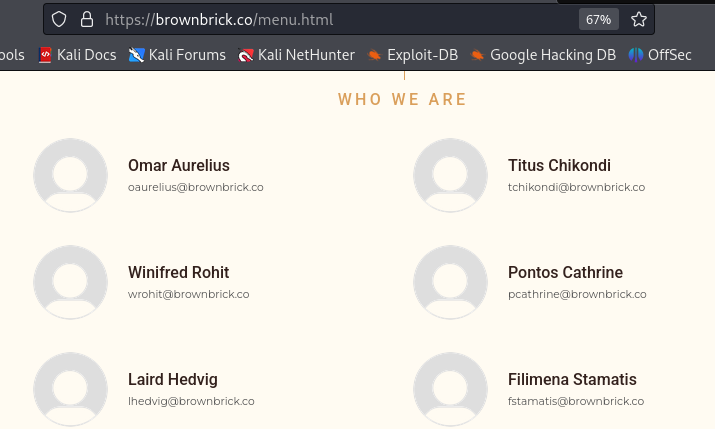 https://brownbrick.co/menu.html 67%
ools Kali Docs Kali Forums Kali NetHunter Exploit-DB Google Hacking DB OffSec
WHO WE ARE
Omar Aurelius Titus Chikondi
oaurelius@brownbrick.co tchikondi@brownbrick.co
Winifred Rohit Pontos Cathrine
wrohit@brownbrick.co pcathrine@brownbrick.co
Laird Hedvig Filimena Stamatis
lhedvig@brownbrick.co fstamatis@brownbrick.co